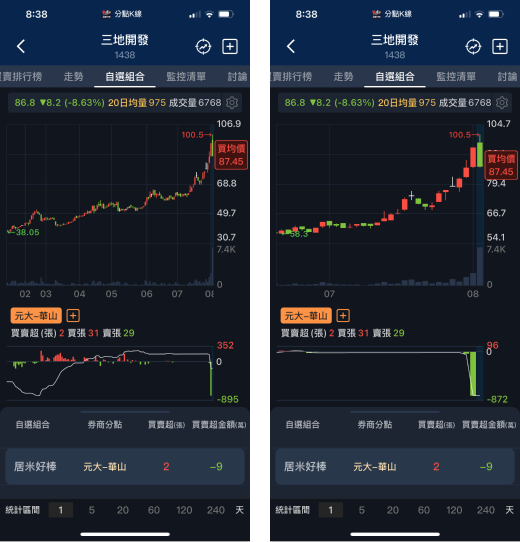 8:38
分點K線
三地開發
1438
買賣排行榜 走勢 自選組合 監控清單 討論
86.8 ▼8.2 (-8.63%) 20日均量 975 成交量 6768
106.9
100.5→
買均價
87.45
68.8
49.7
←38.05
30.7
7.4K
0
02 03 04 05 06 07
元大-華山
買賣超(張) 2 買張 31 賣張 29
352
0
-895
自選組合 券商分點 買賣超(張) 買賣超金額(萬)
居米好棒 元大-華山 2 -9
統計區間 1 5 20 60 120 240 天
8:38
分點K線
三地開發
1438
買賣排行榜 走勢 自選組合 監控清單 討論
86.8 ▼8.2 (-8.63%) 20日均量 975 成交量 6768
104.7
100.5→
買均價
87.45
79.4
66.7
←58.3
54.1
7.4K
0
07 08
元大-華山
買賣超(張) 2 買張 31 賣張 29
96
0
-872
自選組合 券商分點 買賣超(張) 買賣超金額(萬)
居米好棒 元大-華山 2 -9
統計區間 1 5 20 60 120 240 天